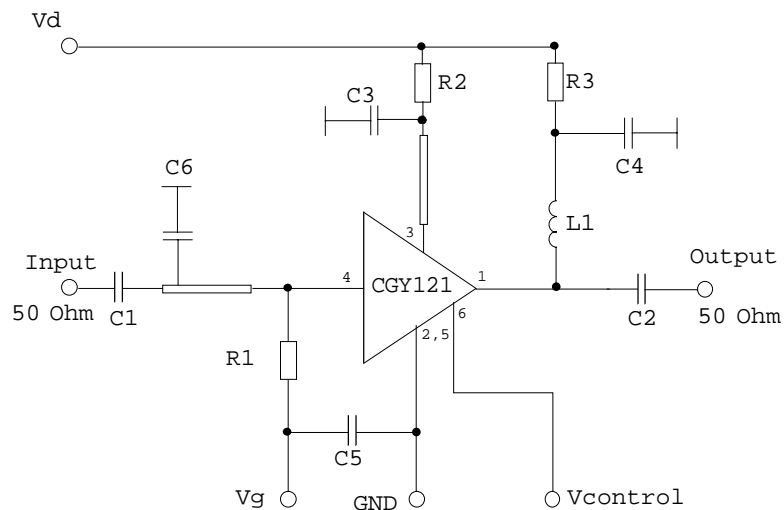 Vd
R2
R3
C3
C4
C6
L1
3
Input
4
CGY121
1
Output
50 Ohm
C1
6
C2
50 Ohm
2,5
R1
C5
Vg
GND
Vcontrol